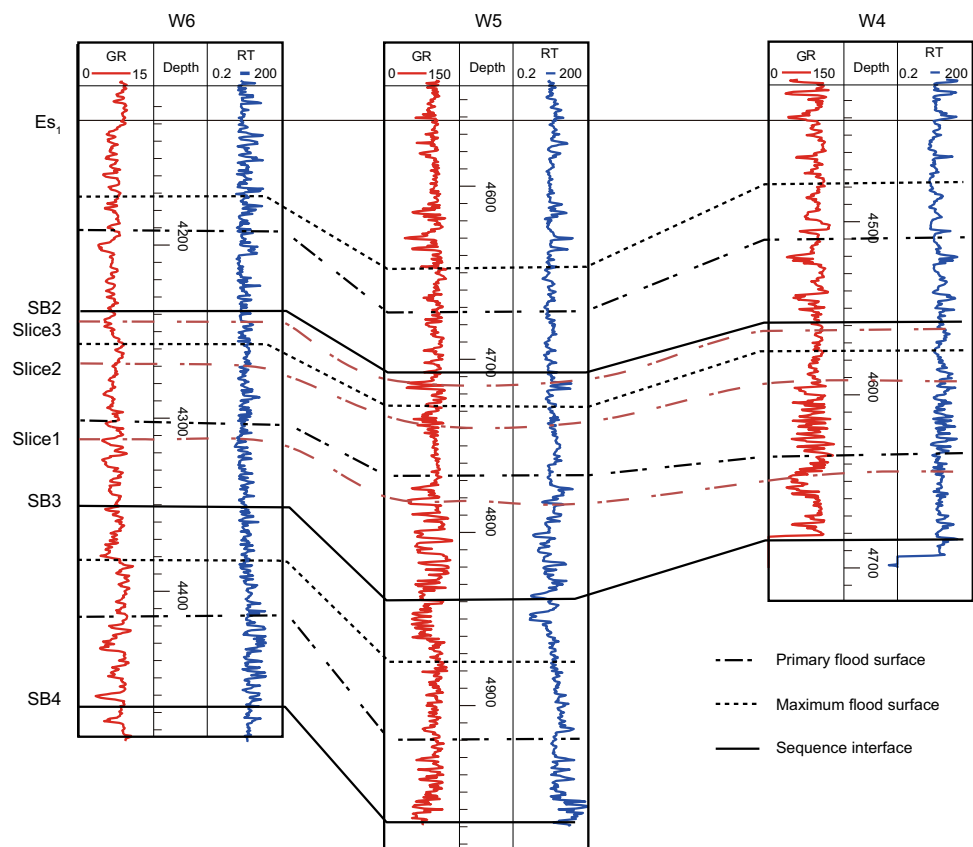 W6 W5 W4
GR Depth RT GR Depth RT GR Depth RT
0 15 0.2 200 0 150 0.2 200 0 150 0.2 200
Es1
4600
4200
4500
SB2
Slice3
4700
Slice2
4600
4300
Slice1
SB3
4800
4700
4400
Primary flood surface
SB4
4900
Maximum flood surface
Sequence interface